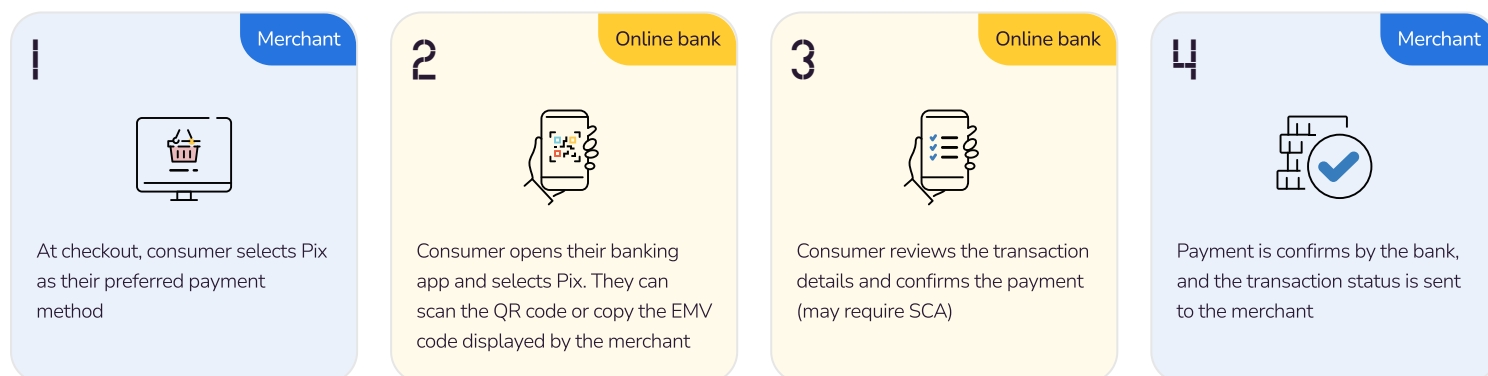 1
Merchant
At checkout, consumer selects Pix
as their preferred payment
method
2
Online bank
Consumer opens their banking
app and selects Pix. They can
scan the QR code or copy the EMV
code displayed by the merchant
3
Online bank
Consumer reviews the transaction
details and confirms the payment
(may require SCA)
4
Merchant
Payment is confirms by the bank,
and the transaction status is sent
to the merchant